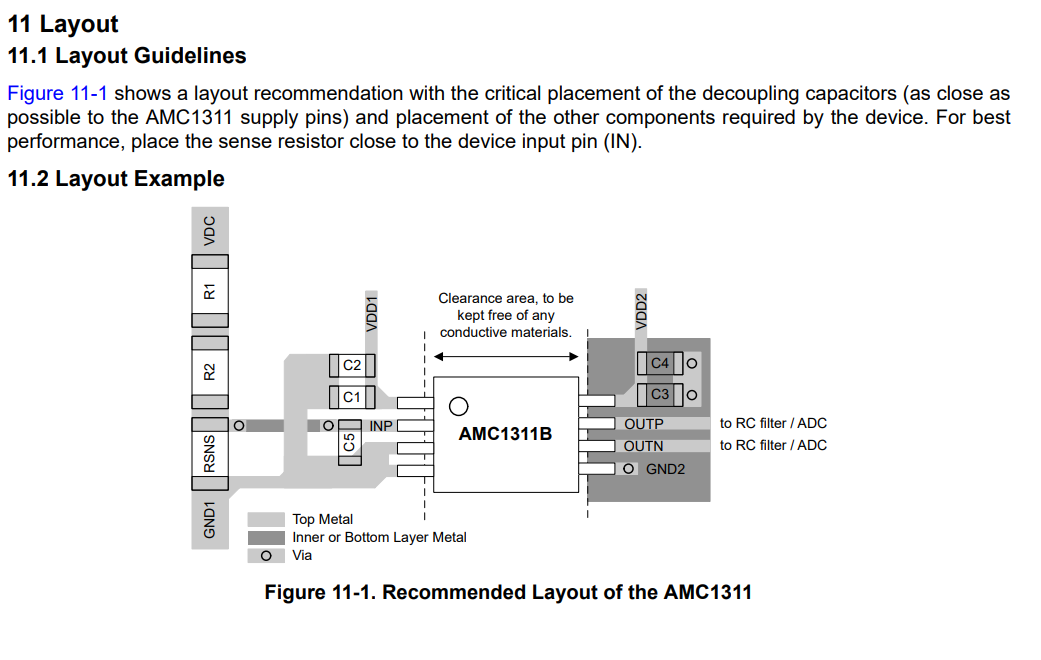 11 Layout
11.1 Layout Guidelines
Figure 11-1 shows a layout recommendation with the critical placement of the decoupling capacitors (as close as
possible to the AMC1311 supply pins) and placement of the other components required by the device. For best
performance, place the sense resistor close to the device input pin (IN).
11.2 Layout Example
VDC
R1
R2
RSNS
GND1
VDD1
C2
C1
INP
C5
Clearance area, to be
kept free of any
conductive materials.
AMC1311B
VDD2
C4
C3
OUTP
to RC filter / ADC
OUTN
to RC filter / ADC
GND2
Top Metal
Inner or Bottom Layer Metal
Via
Figure 11-1. Recommended Layout of the AMC1311